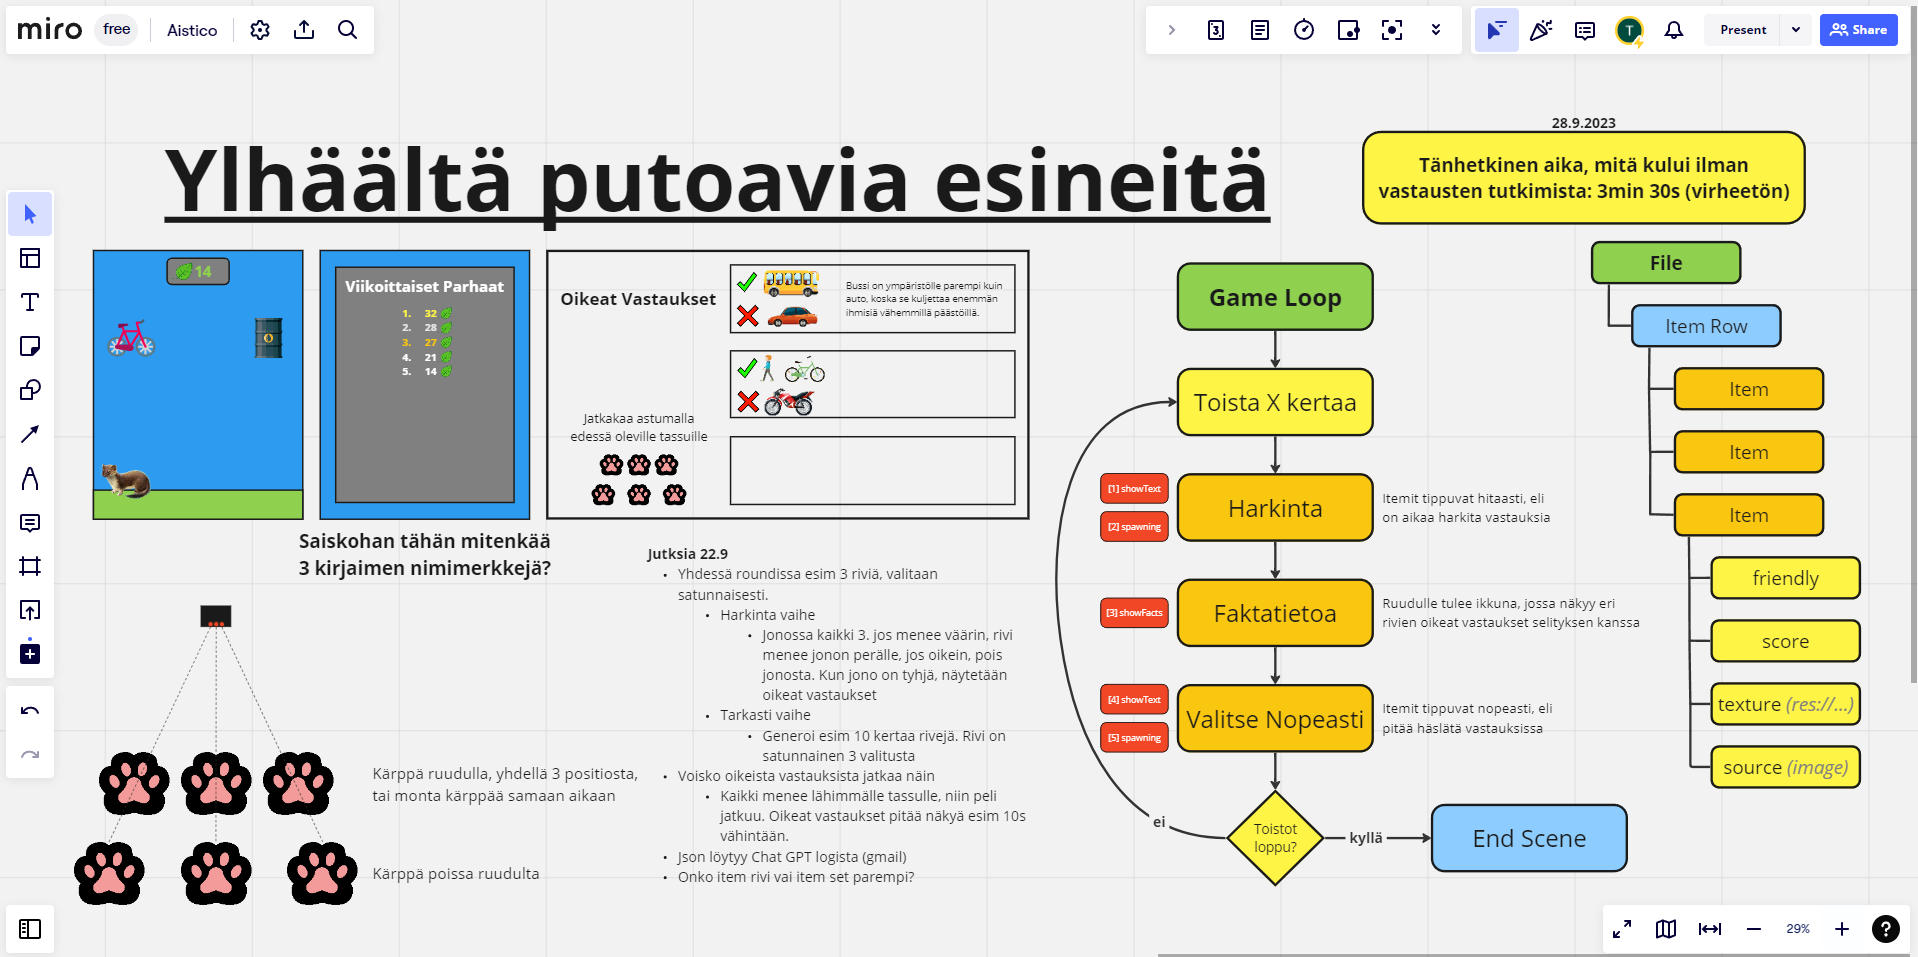 miro free Aistico
3
T
Present
Share
28.9.2023
Tänhetkinen aika, mitä kului ilman
vastausten tutkimista: 3min 30s (virheetön)
Ylhäältä putoavia esineitä
14
Viikoittaiset Parhaat
1. 32
2. 28
3. 27
4. 21
5. 14
Oikeat Vastaukset
Bussi on ympäristölle parempi kuin
auto, koska se kuljettaa enemmän
ihmisiä vähemmillä päästöillä.
Jatkakaa astumalla
edessä oleville tassuille
Saiskohan tähän mitenkää
3 kirjaimen nimimerkkejä?
Kärppä ruudulla, yhdellä 3 positiosta,
tai monta kärppää samaan aikaan
Kärppä poissa ruudulta
Jutksia 22.9
• Yhdessä roundissa esim 3 riviä, valitaan
satunnaisesti.
• Harkinta vaihe
• Jonossa kaikki 3. jos menee väärin, rivi
menee jonon perälle, jos oikein, pois
jonosta. Kun jono on tyhjä, näytetään
oikeat vastaukset
• Tarkasti vaihe
• Generoi esim 10 kertaa rivejä. Rivi on
satunnainen 3 valitusta
• Voisko oikeista vastauksista jatkaa näin
• Kaikki menee lähimmälle tassulle, niin peli
jatkuu. Oikeat vastaukset pitää näkyä esim 10s
vähintään.
• Json löytyy Chat GPT logista (gmail)
• Onko item rivi vai item set parempi?
Game Loop
Toista X kertaa
[1] showText
[2] spawning
Harkinta
Itemit tippuvat hitaasti, eli
on aikaa harkita vastauksia
[3] showFacts
Faktatietoa
Ruudulle tulee ikkuna, jossa näkyy eri
rivien oikeat vastaukset selityksen kanssa
[4] showText
[5] spawning
Valitse Nopeasti
Itemit tippuvat nopeasti, eli
pitää häslätä vastauksissa
ei
Toistot
loppu?
kyllä
End Scene
File
Item Row
Item
Item
Item
friendly
score
texture (res://...)
source (image)
29%
?